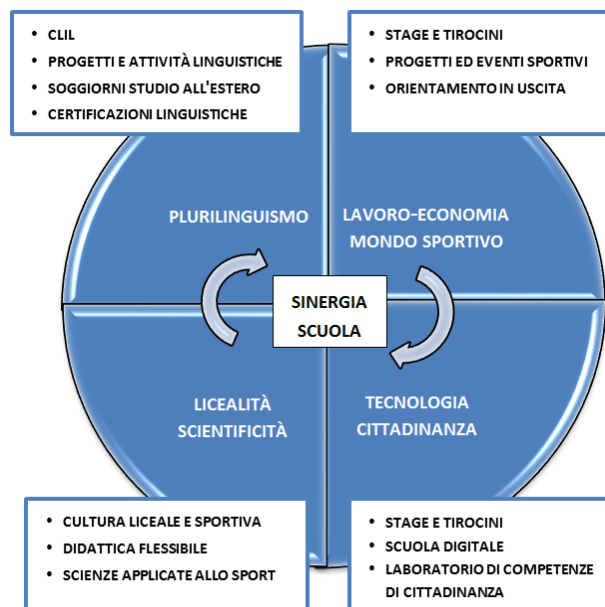 • CLIL
• PROGETTI E ATTIVITÀ LINGUISTICHE
• SOGGIORNI STUDIO ALL'ESTERO
• CERTIFICAZIONI LINGUISTICHE
• STAGE E TIROCINI
• PROGETTI ED EVENTI SPORTIVI
• ORIENTAMENTO IN USCITA
PLURILINGUISMO
LAVORO-ECONOMIA
MONDO SPORTIVO
SINERGIA
SCUOLA
LICEALITÀ
SCIENTIFICITÀ
TECNOLOGIA
CITTADINANZA
• CULTURA LICEALE E SPORTIVA
• DIDATTICA FLESSIBILE
• SCIENZE APPLICATE ALLO SPORT
• STAGE E TIROCINI
• SCUOLA DIGITALE
• LABORATORIO DI COMPETENZE
DI CITTADINANZA